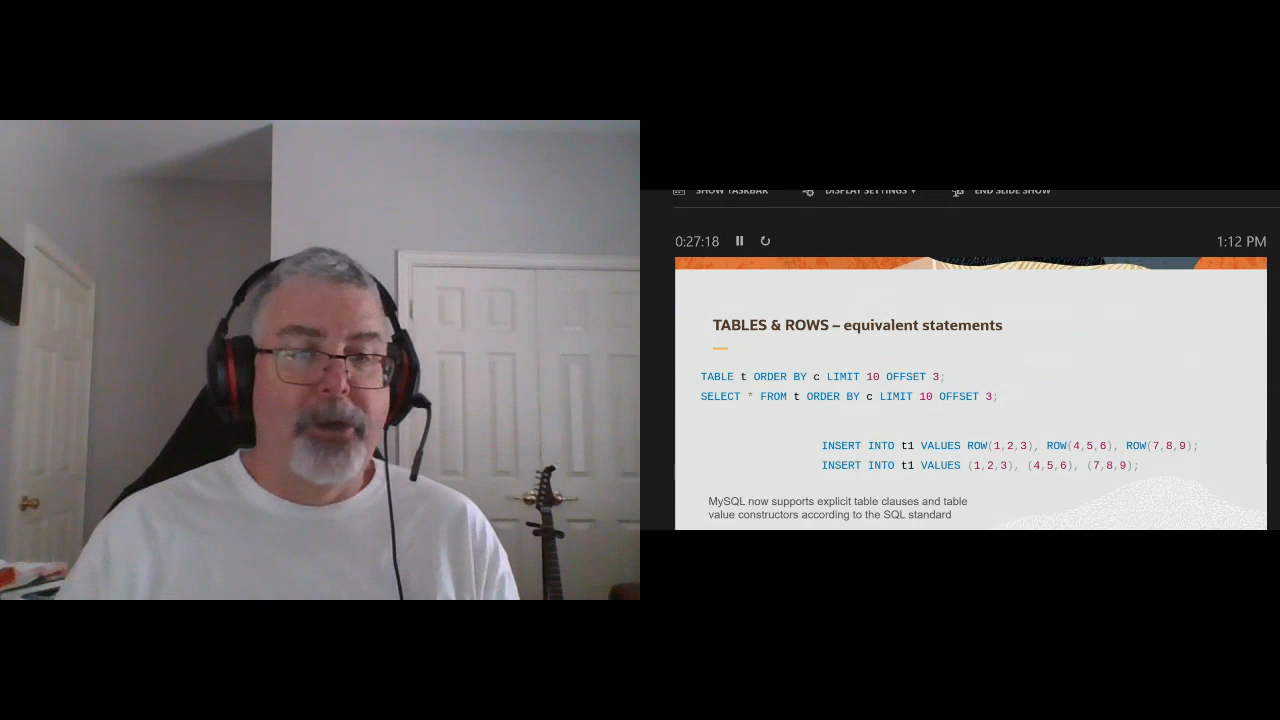 SHOW TASKBAR DISPLAY SETTINGS ▾ END SLIDE SHOW
0:27:18 1:12 PM
TABLES & ROWS – equivalent statements
TABLE t ORDER BY c LIMIT 10 OFFSET 3;
SELECT * FROM t ORDER BY c LIMIT 10 OFFSET 3;
INSERT INTO t1 VALUES ROW(1,2,3), ROW(4,5,6), ROW(7,8,9);
INSERT INTO t1 VALUES (1,2,3), (4,5,6), (7,8,9);
MySQL now supports explicit table clauses and table
value constructors according to the SQL standard